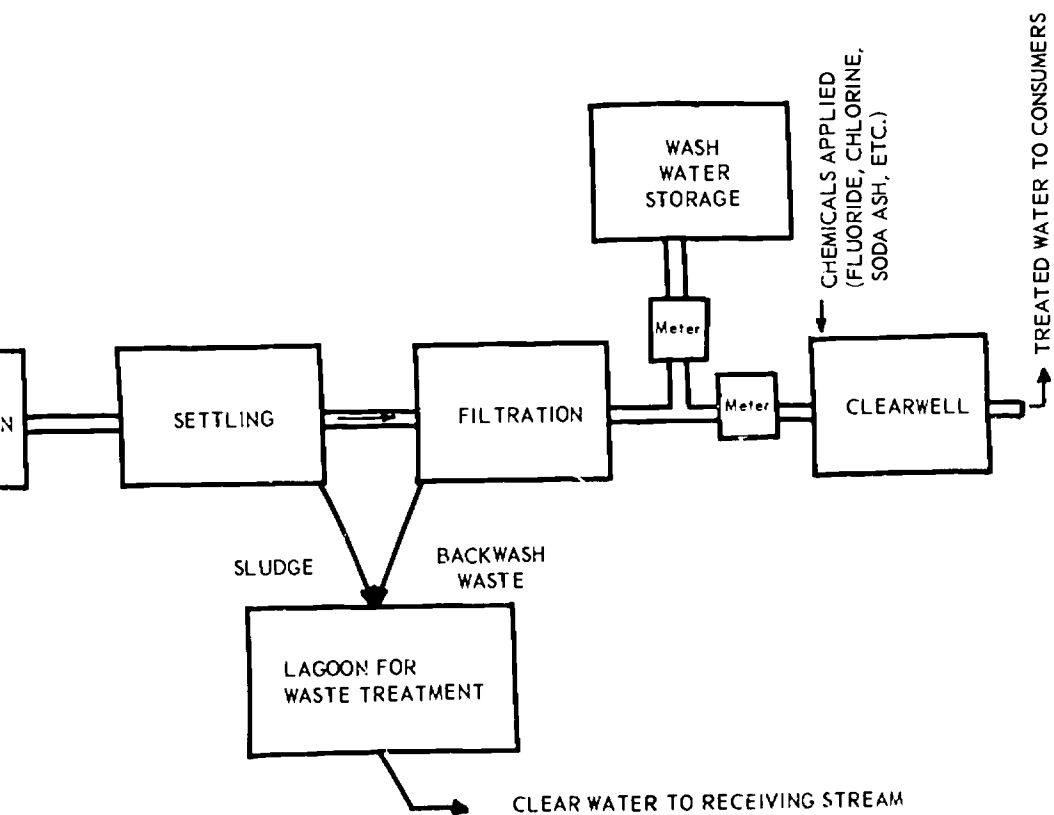 WASH
WATER
STORAGE
CHEMICALS APPLIED
(FLUORIDE, CHLORINE,
SODA ASH, ETC.)
TREATED WATER TO CONSUMERS
Meter
Meter
N
SETTLING
FILTRATION
CLEARWELL
SLUDGE
BACKWASH
WASTE
LAGOON FOR
WASTE TREATMENT
CLEAR WATER TO RECEIVING STREAM